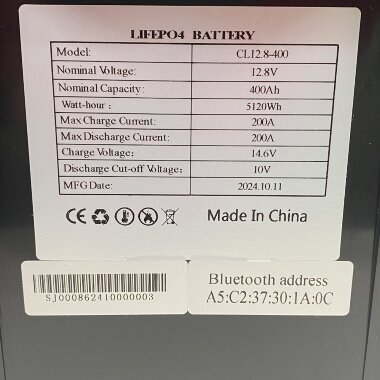 LIFEPO4 BATTERY
Model: CL12.8-400
Nominal Voltage: 12.8V
Nominal Capacity: 400Ah
Watt-hour : 5120Wh
Max Charge Current: 200A
Max Discharge Current: 200A
Charge Voltage: 14.6V
Discharge Cut-off Voltage: 10V
MFG Date: 2024.10.11
CE Made In China
SJ000862410000003
Bluetooth address
A5:C2:37:30:1A:0C